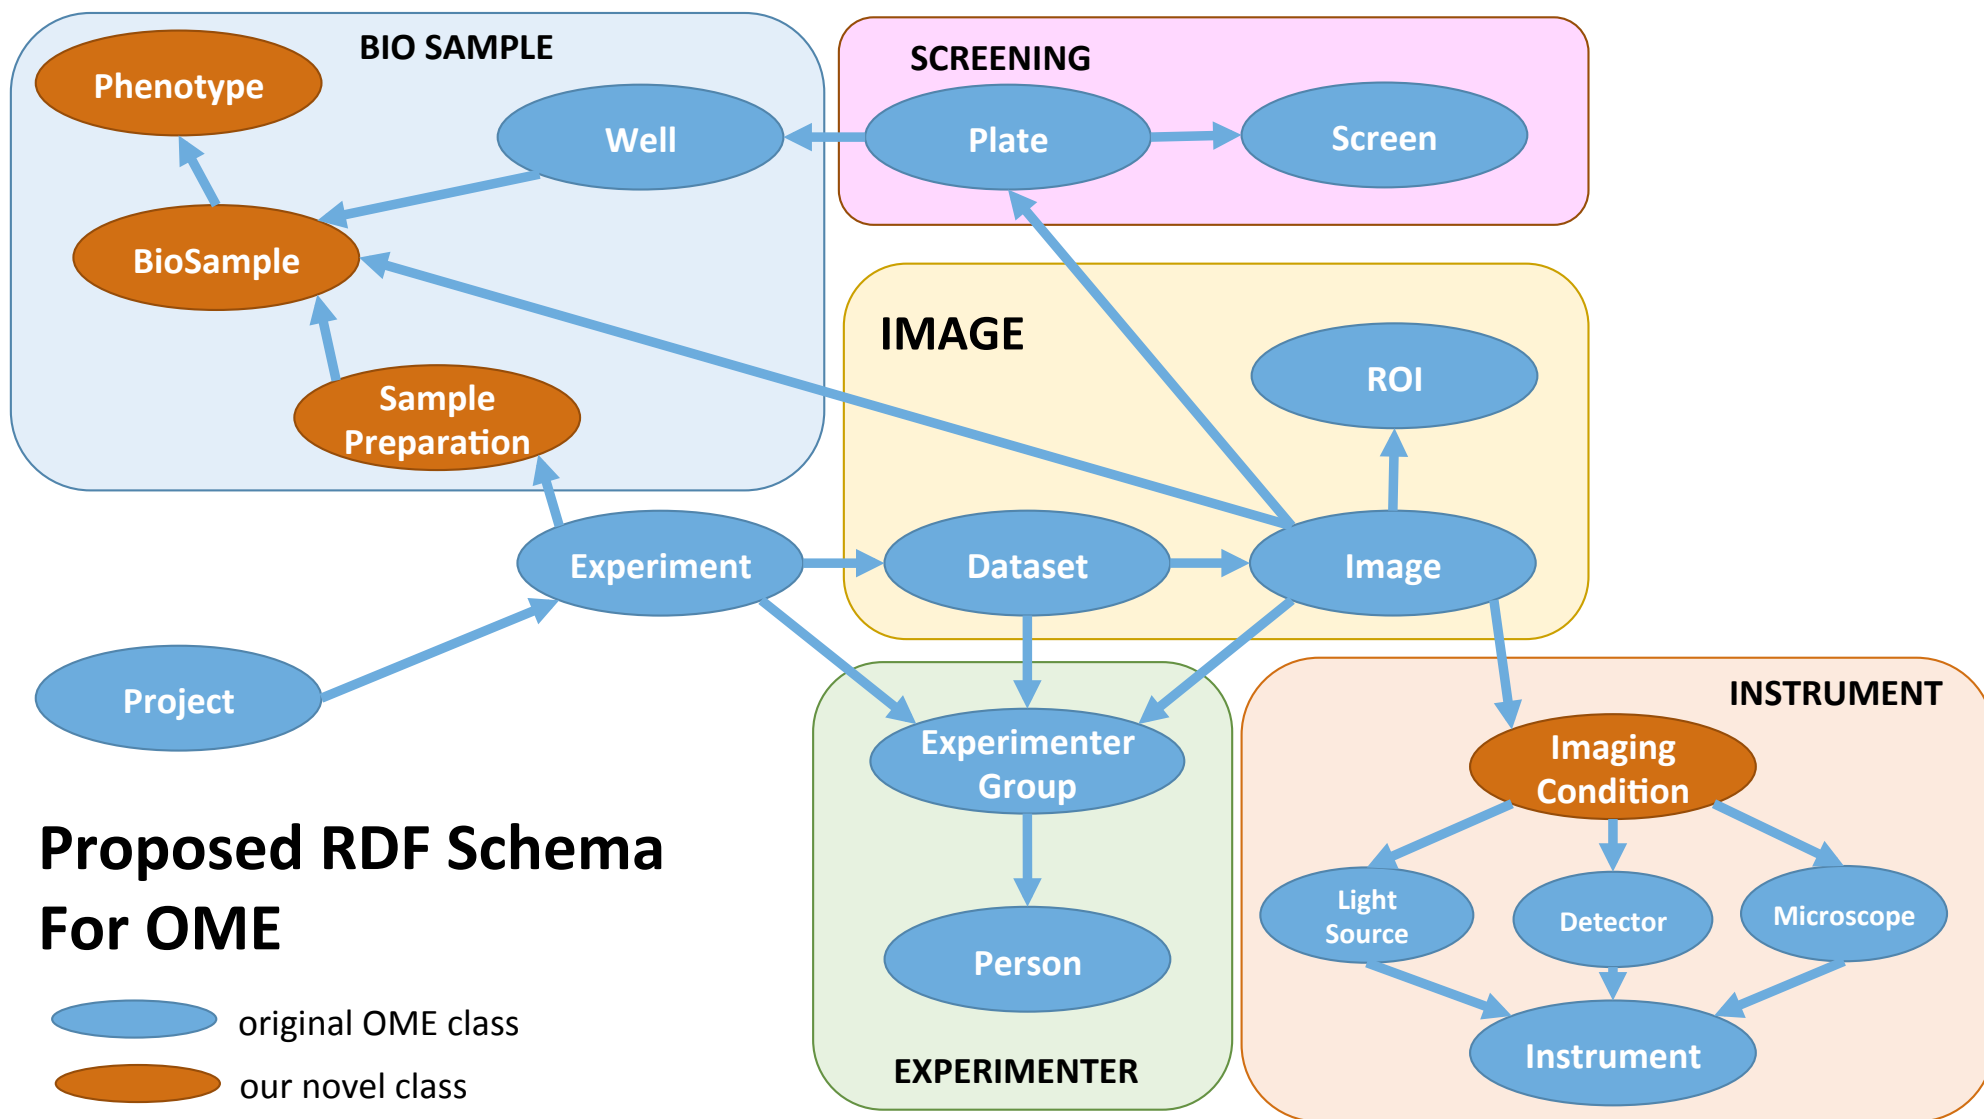 BIO SAMPLE
Phenotype
Well
BioSample
Sample
Preparation
SCREENING
Plate
Screen
IMAGE
ROI
Experiment
Dataset
Image
Project
Experimenter
Group
Person
EXPERIMENTER
INSTRUMENT
Imaging
Condition
Light
Source
Detector
Microscope
Instrument
Proposed RDF Schema
For OME
original OME class
our novel class